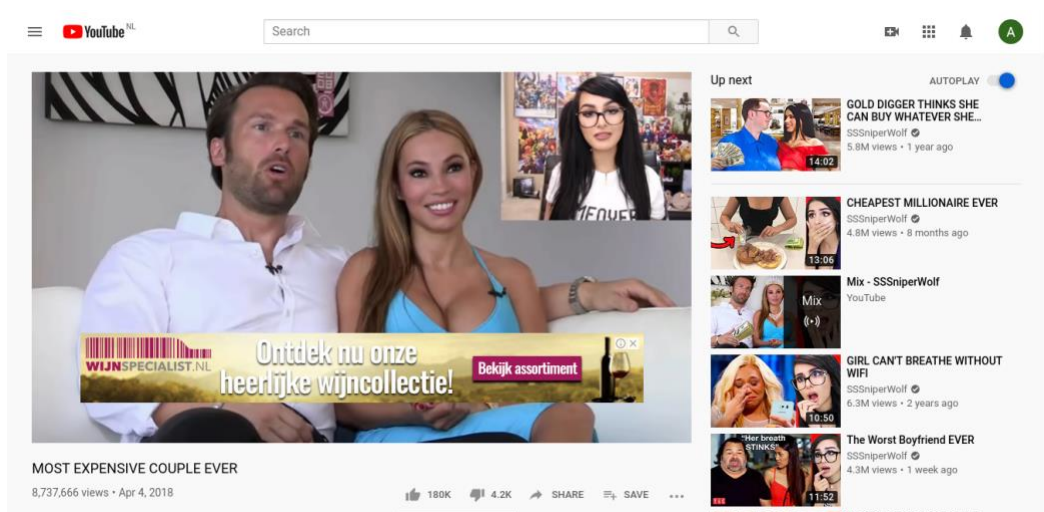 YouTube NL
Search
A
MEOWER
WIJNSPECIALIST.NL
Ontdek nu onze
heerlijke wijncollectie!
Bekijk assortiment
MOST EXPENSIVE COUPLE EVER
8,737,666 views • Apr 4, 2018
180K
4.2K
SHARE
SAVE
Up next
AUTOPLAY
14:02
GOLD DIGGER THINKS SHE
CAN BUY WHATEVER SHE...
SSSniperWolf
5.8M views • 1 year ago
13:06
CHEAPEST MILLIONAIRE EVER
SSSniperWolf
4.8M views • 8 months ago
Mix
Mix - SSSniperWolf
YouTube
10:50
GIRL CAN'T BREATHE WITHOUT
WIFI
SSSniperWolf
6.3M views • 2 years ago
"Her breath
STINKS"
11:52
The Worst Boyfriend EVER
SSSniperWolf
4.3M views • 1 week ago